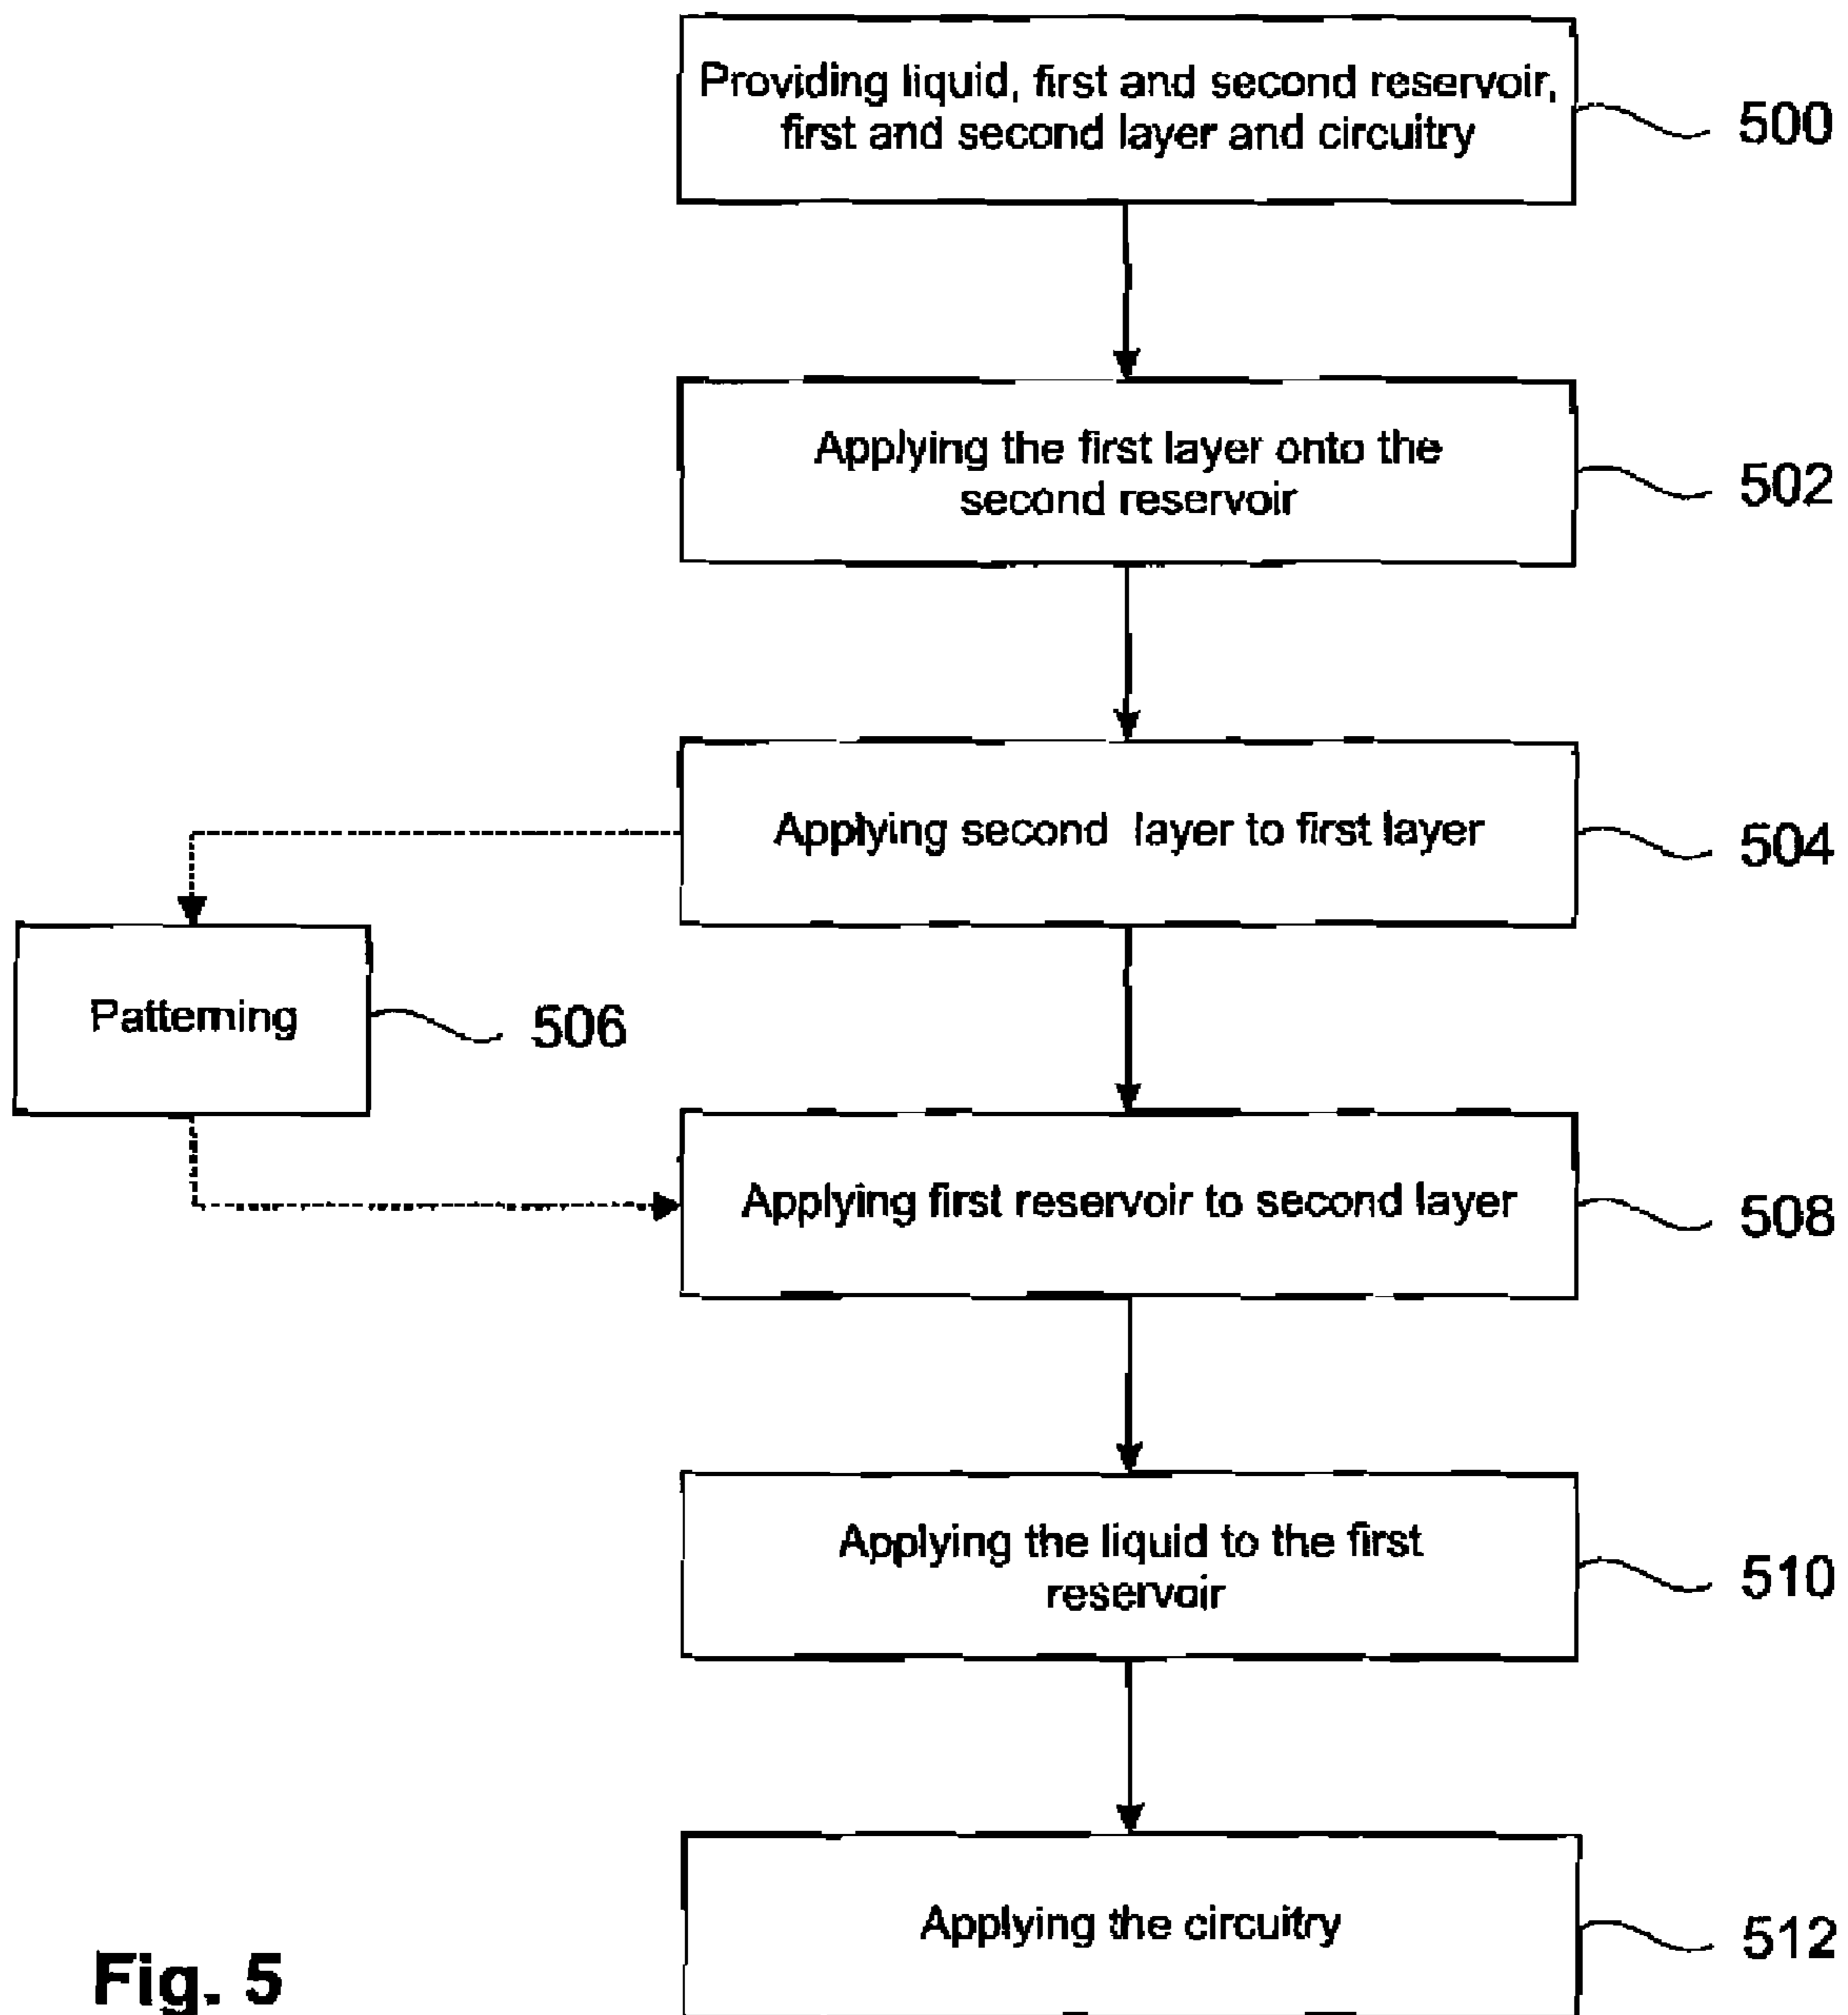 Providing liquid, first and second reservoir,
first and second layer and circuitry
500
Applying the first layer onto the
second reservoir
502
Applying second layer to first layer
504
Patterning
506
Applying first reservoir to second layer
508
Applying the liquid to the first
reservoir
510
Applying the circuitry
512
Fig. 5